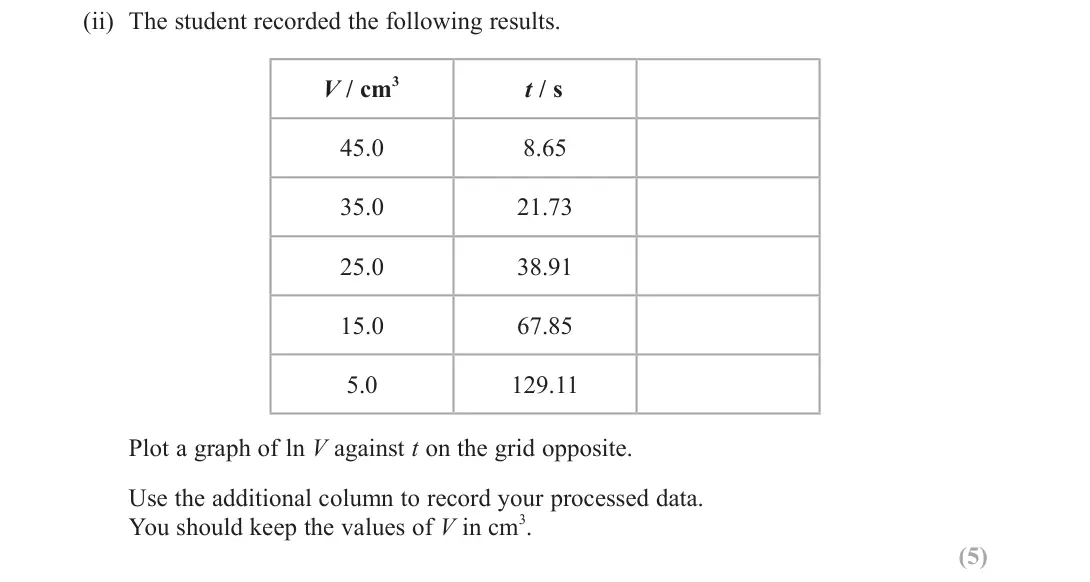 (ii) The student recorded the following results.
V / cm³ t / s
45.0 8.65
35.0 21.73
25.0 38.91
15.0 67.85
5.0 129.11
Plot a graph of ln V against t on the grid opposite.
Use the additional column to record your processed data.
You should keep the values of V in cm³.
(5)